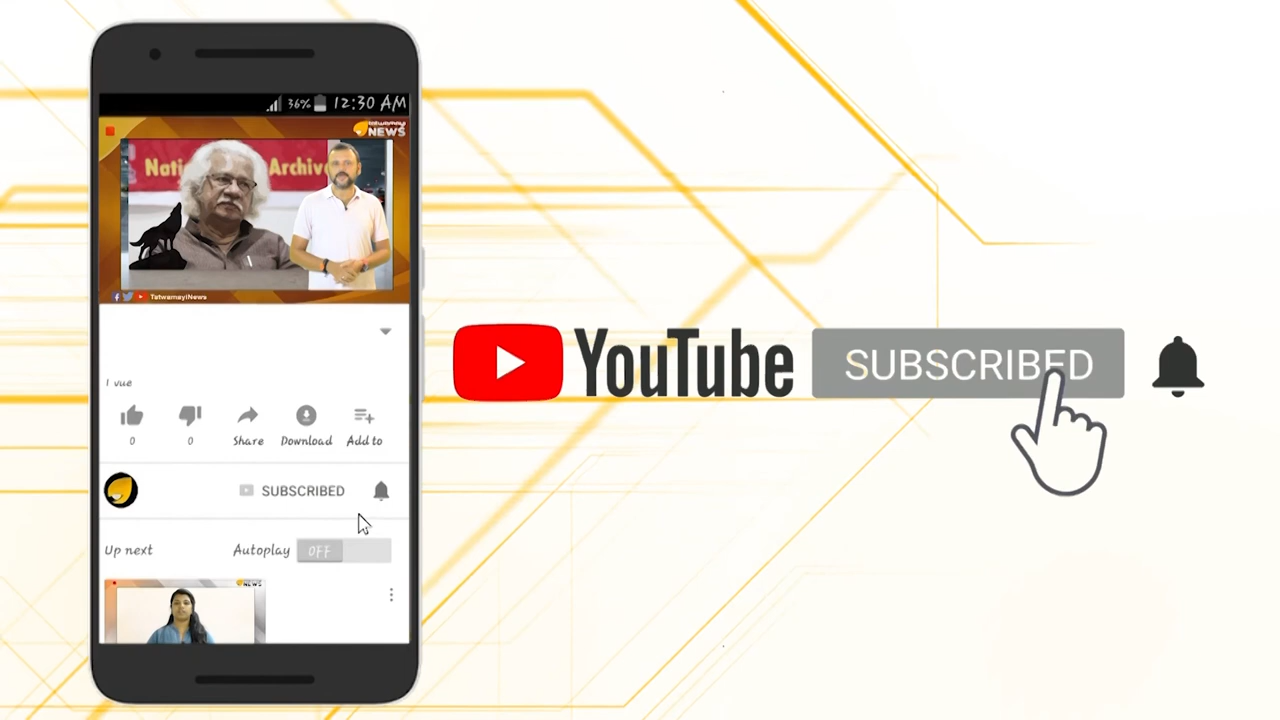 36% 12:30 AM
tatwamayi
NEWS
Nati
Archiv
TatwamayiNews
1 vue
0
0
Share
Download
Add to
SUBSCRIBED
Up next
Autoplay
OFF
NEWS
YouTube
SUBSCRIBED